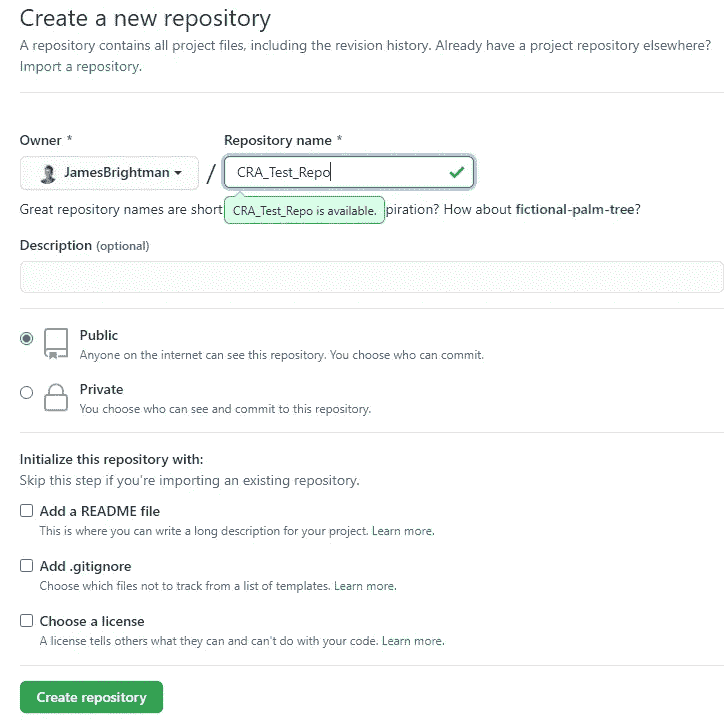 Create a new repository
A repository contains all project files, including the revision history. Already have a project repository elsewhere?
Import a repository.
Owner *
Repository name *
JamesBrightman
/
CRA_Test_Repo
Great repository names are short
CRA_Test_Repo is available.
piration? How about fictional-palm-tree?
Description (optional)
Public
Anyone on the internet can see this repository. You choose who can commit.
Private
You choose who can see and commit to this repository.
Initialize this repository with:
Skip this step if you're importing an existing repository.
Add a README file
This is where you can write a long description for your project. Learn more.
Add .gitignore
Choose which files not to track from a list of templates. Learn more.
Choose a license
A license tells others what they can and can't do with your code. Learn more.
Create repository